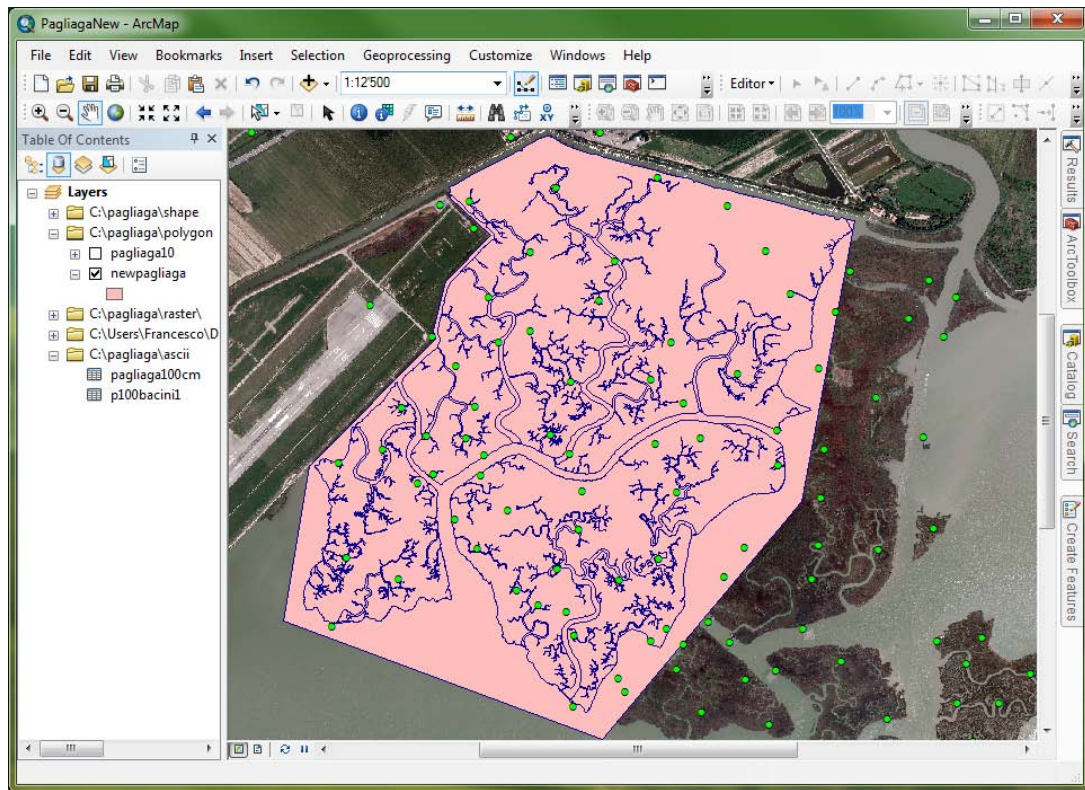 PagliagaNew - ArcMap
File Edit View Bookmarks Insert Selection Geoprocessing Customize Windows Help
1:12'500
Editor
100%
Table Of Contents
Layers
C:\pagliaga\shape
C:\pagliaga\polygon
pagliaga10
newpagliaga
C:\pagliaga\raster\
C:\Users\Francesco\D
C:\pagliaga\ascii
pagliaga100cm
p100bacini1
Results
ArcToolbox
Catalog
Search
Create Features